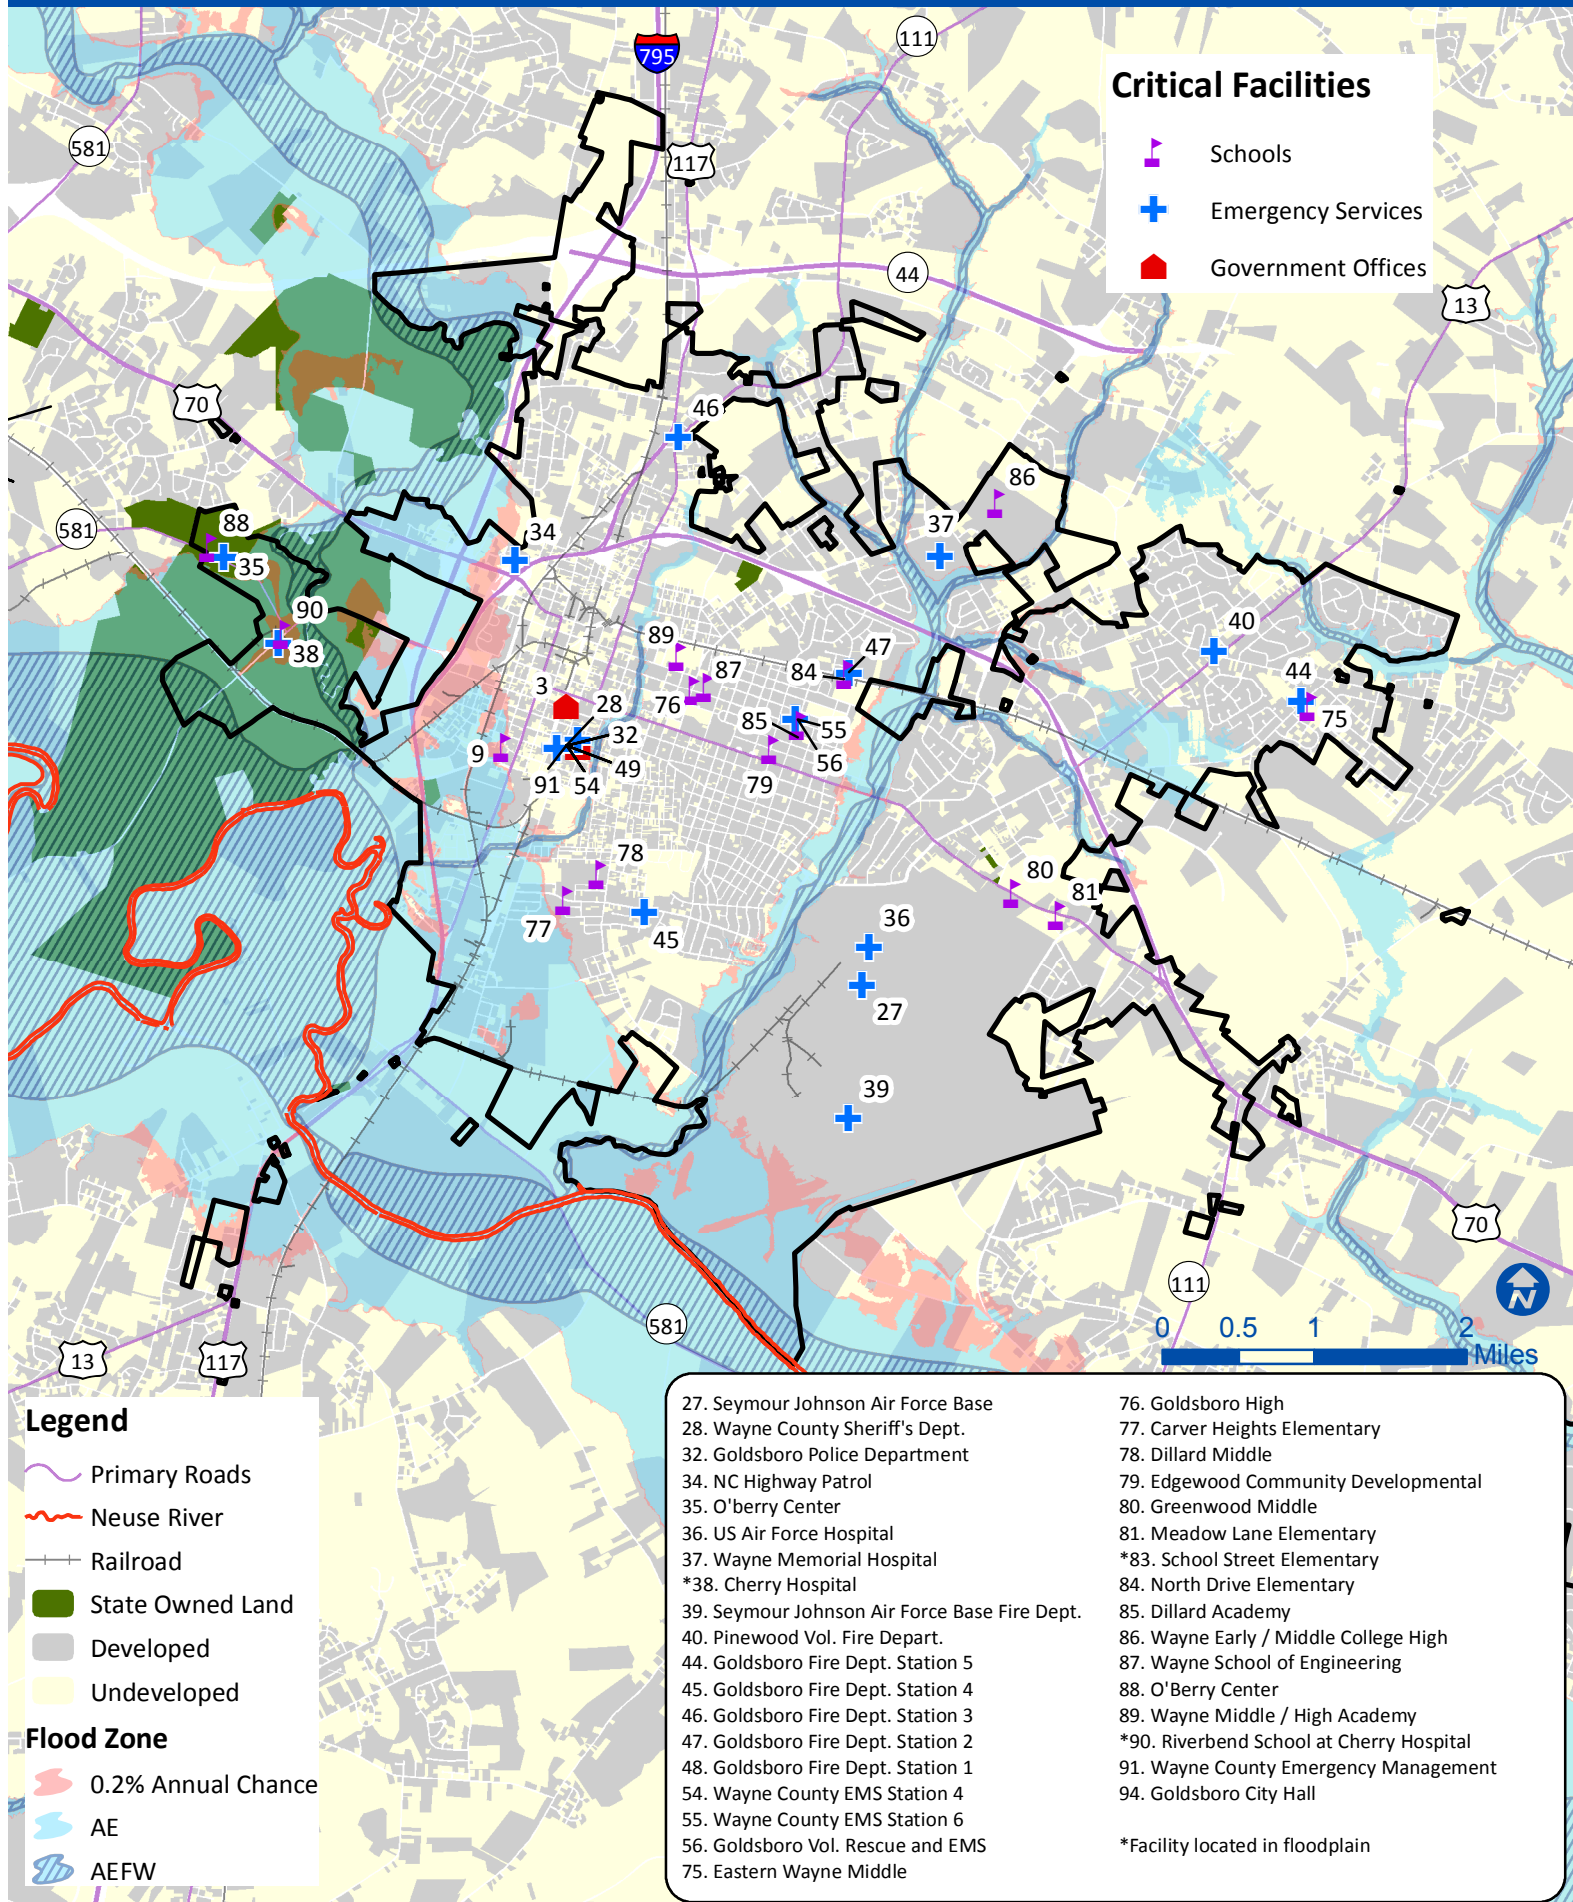 795
111
Critical Facilities
Schools
Emergency Services
Government Offices
581
117
44
13
70
46
86
581
88
35
34
37
90
38
40
89
87
47
84
44
3
28
76
75
85
55
32
9
56
49
91
54
79
78
80
81
77
45
36
27
39
70
111
581
0 0.5 1 2
Miles
N
13
117
Legend
Primary Roads
Neuse River
Railroad
State Owned Land
Developed
Undeveloped
Flood Zone
0.2% Annual Chance
AE
AEFW
27. Seymour Johnson Air Force Base
28. Wayne County Sheriff's Dept.
32. Goldsboro Police Department
34. NC Highway Patrol
35. O'berry Center
36. US Air Force Hospital
37. Wayne Memorial Hospital
*38. Cherry Hospital
39. Seymour Johnson Air Force Base Fire Dept.
40. Pinewood Vol. Fire Depart.
44. Goldsboro Fire Dept. Station 5
45. Goldsboro Fire Dept. Station 4
46. Goldsboro Fire Dept. Station 3
47. Goldsboro Fire Dept. Station 2
48. Goldsboro Fire Dept. Station 1
54. Wayne County EMS Station 4
55. Wayne County EMS Station 6
56. Goldsboro Vol. Rescue and EMS
75. Eastern Wayne Middle
76. Goldsboro High
77. Carver Heights Elementary
78. Dillard Middle
79. Edgewood Community Developmental
80. Greenwood Middle
81. Meadow Lane Elementary
*83. School Street Elementary
84. North Drive Elementary
85. Dillard Academy
86. Wayne Early / Middle College High
87. Wayne School of Engineering
88. O'Berry Center
89. Wayne Middle / High Academy
*90. Riverbend School at Cherry Hospital
91. Wayne County Emergency Management
94. Goldsboro City Hall
*Facility located in floodplain